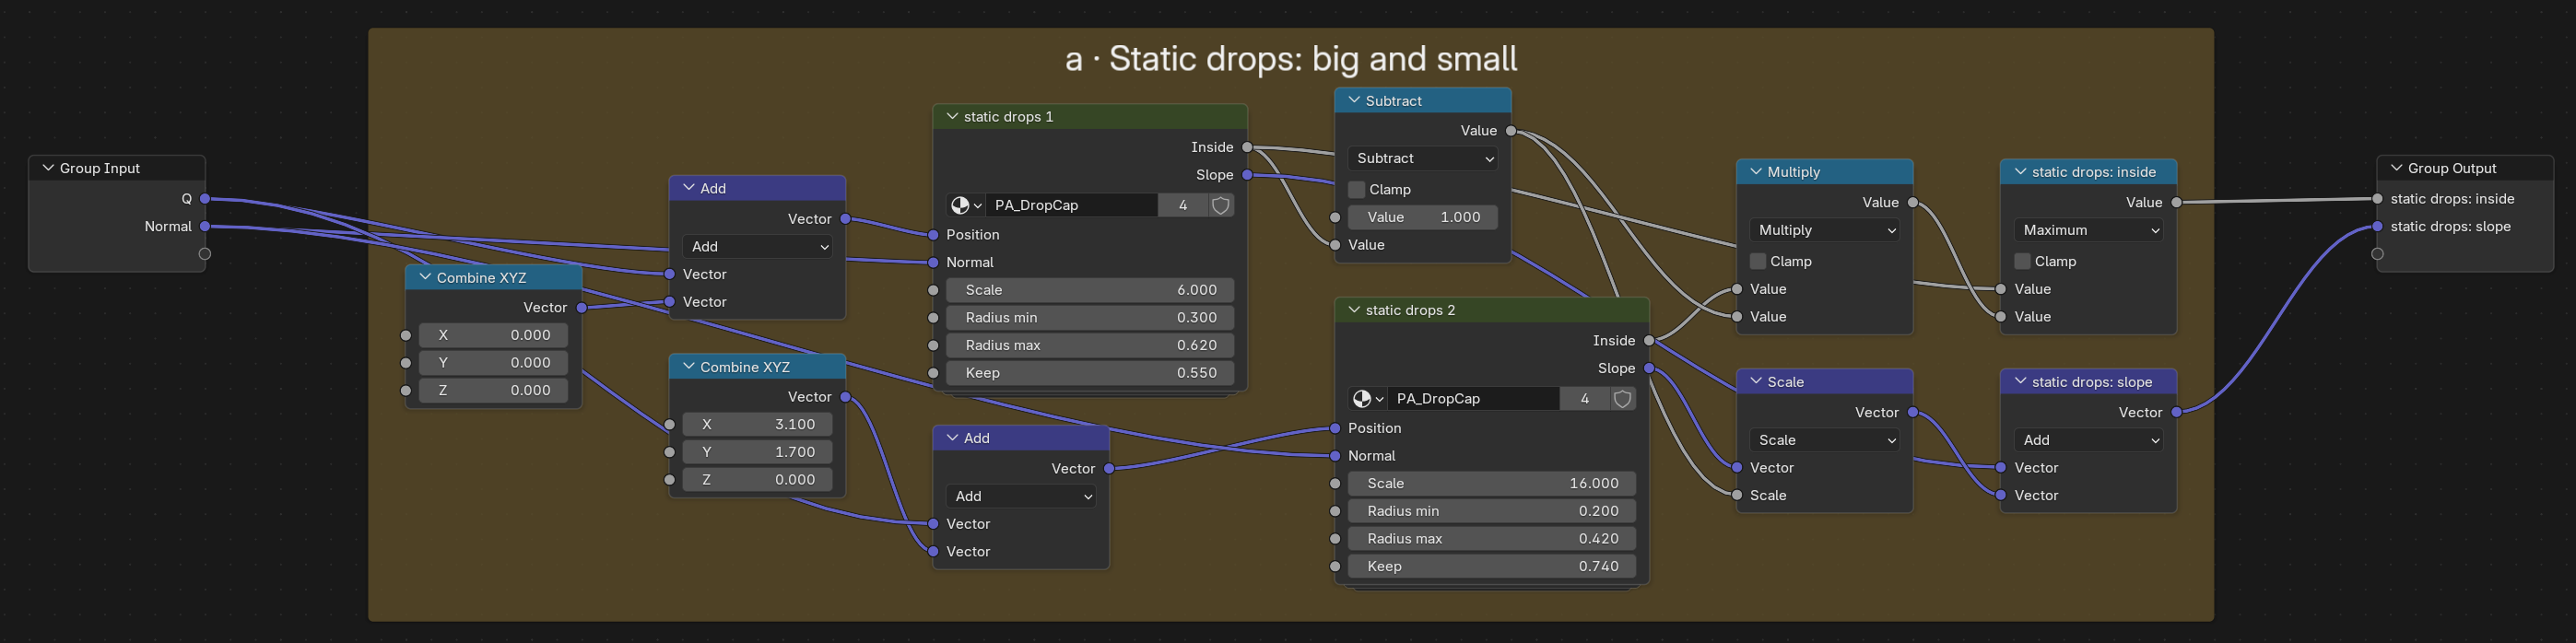 a · Static drops: big and small
Group Input
Q
Normal
Combine XYZ
Vector
X 0.000
Y 0.000
Z 0.000
Add
Vector
Add
Vector
Vector
Combine XYZ
Vector
X 3.100
Y 1.700
Z 0.000
static drops 1
Inside
Slope
PA_DropCap 4
Position
Normal
Scale 6.000
Radius min 0.300
Radius max 0.620
Keep 0.550
Add
Vector
Add
Vector
Vector
Subtract
Value
Subtract
Clamp
Value 1.000
Value
static drops 2
Inside
Slope
PA_DropCap 4
Position
Normal
Scale 16.000
Radius min 0.200
Radius max 0.420
Keep 0.740
Multiply
Value
Multiply
Clamp
Value
Value
Scale
Vector
Scale
Vector
Scale
static drops: inside
Value
Maximum
Clamp
Value
Value
static drops: slope
Vector
Add
Vector
Vector
Group Output
static drops: inside
static drops: slope